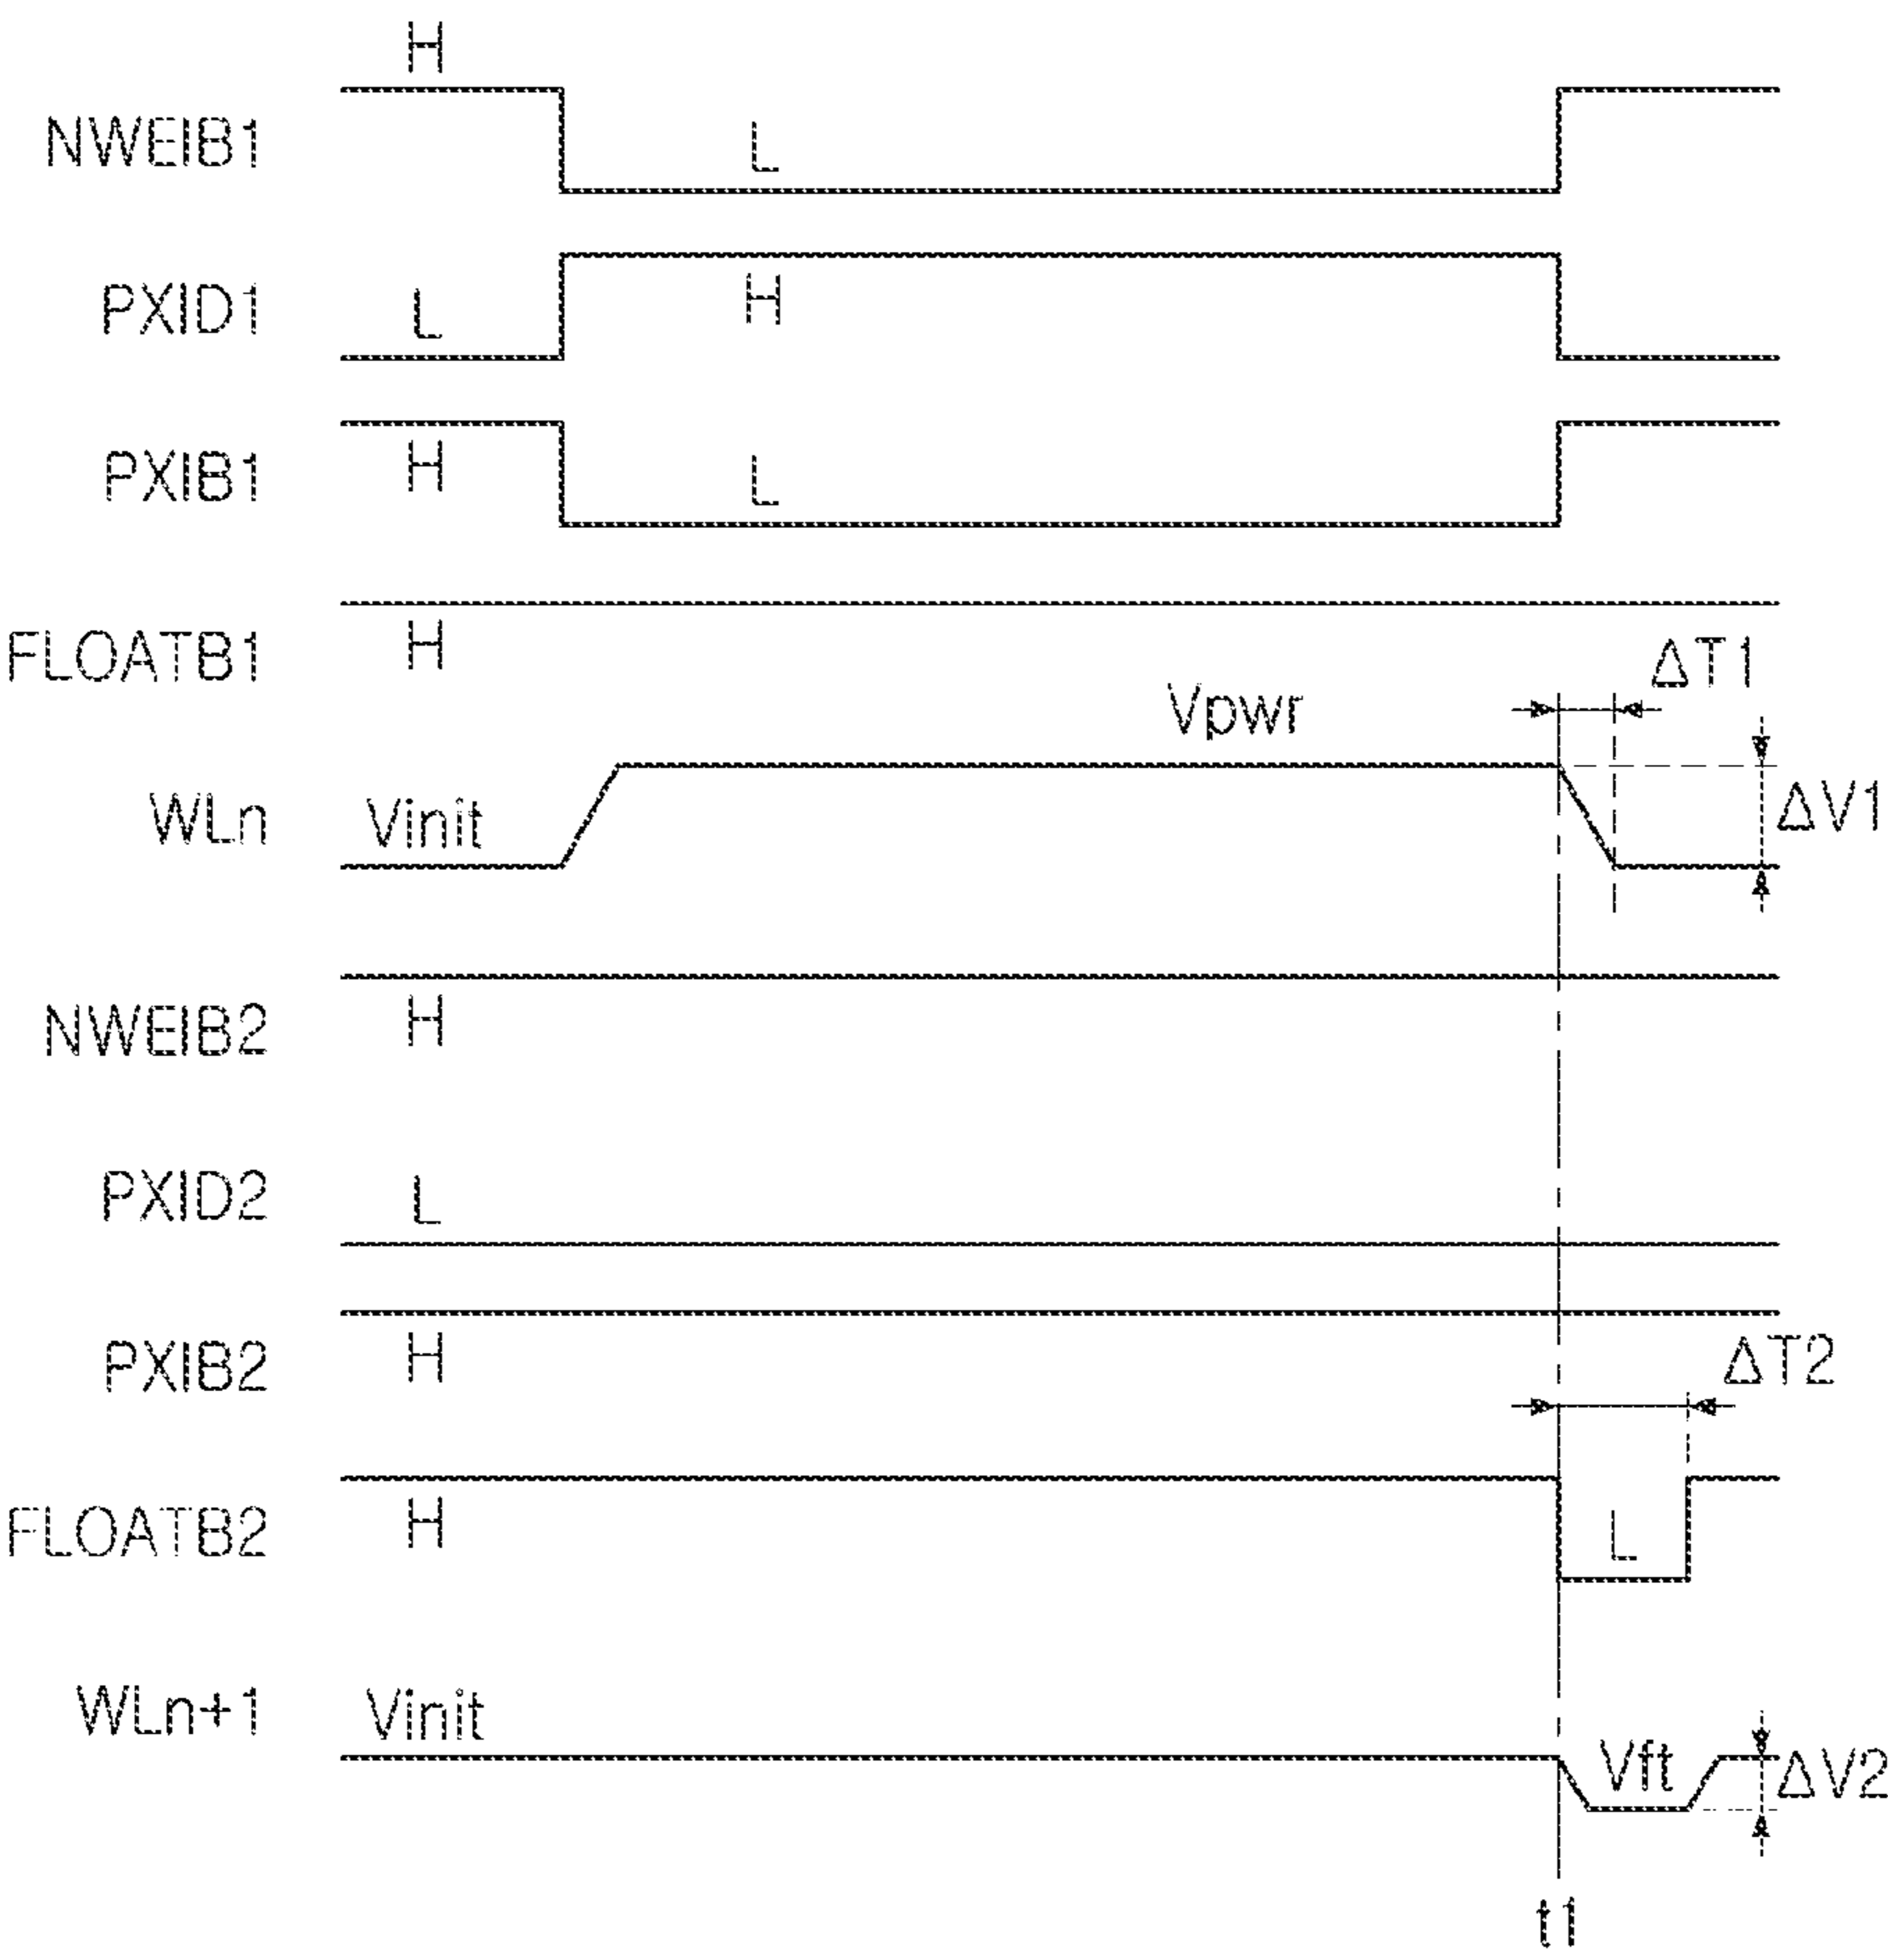 H
NWEIB1 L
PXID1 L H
PXIB1 H L
FLOATB1 H ΔT1
Vpwr
WLn Vinit ΔV1
NWEIB2 H
PXID2 L
PXIB2 H ΔT2
FLOATB2 H L
WLn+1 Vinit Vft ΔV2
t1